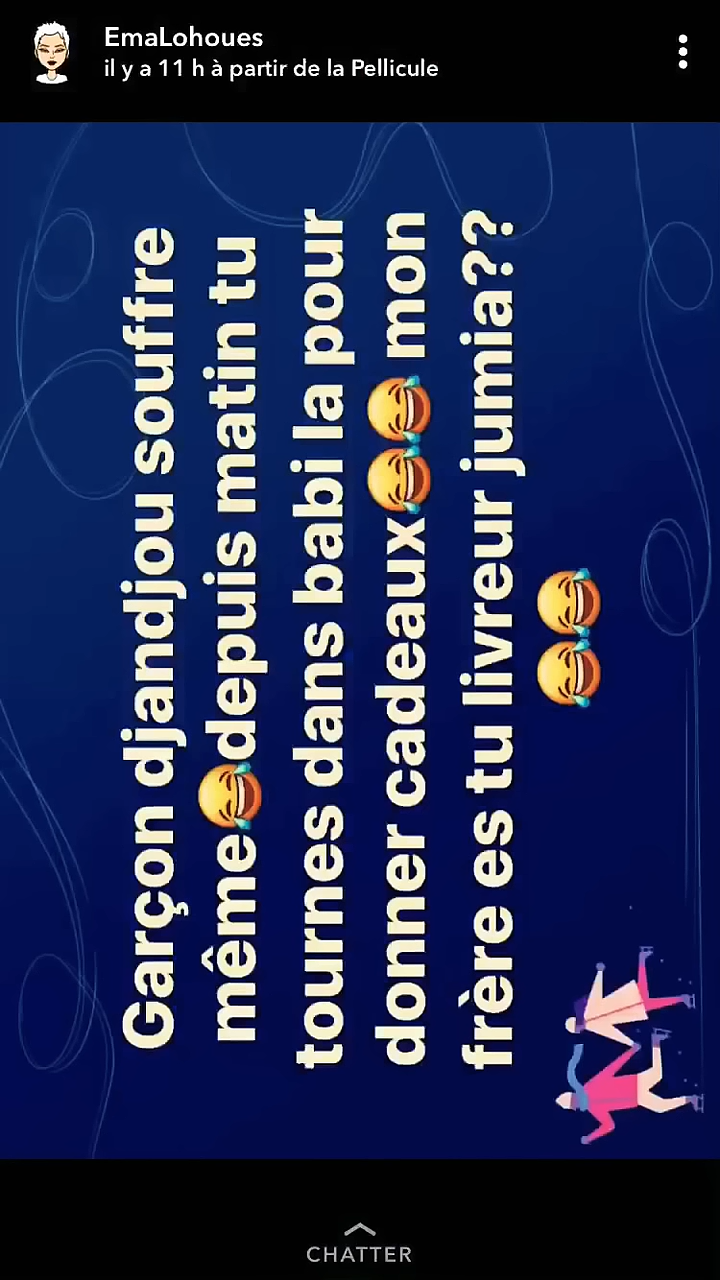 EmaLohoues
il y a 11 h à partir de la Pellicule
Garçon djandjou souffre
même😂depuis matin tu
tournes dans babi la pour
donner cadeaux😂😂 mon
frère es tu livreur jumia??
😂😂
CHATTER